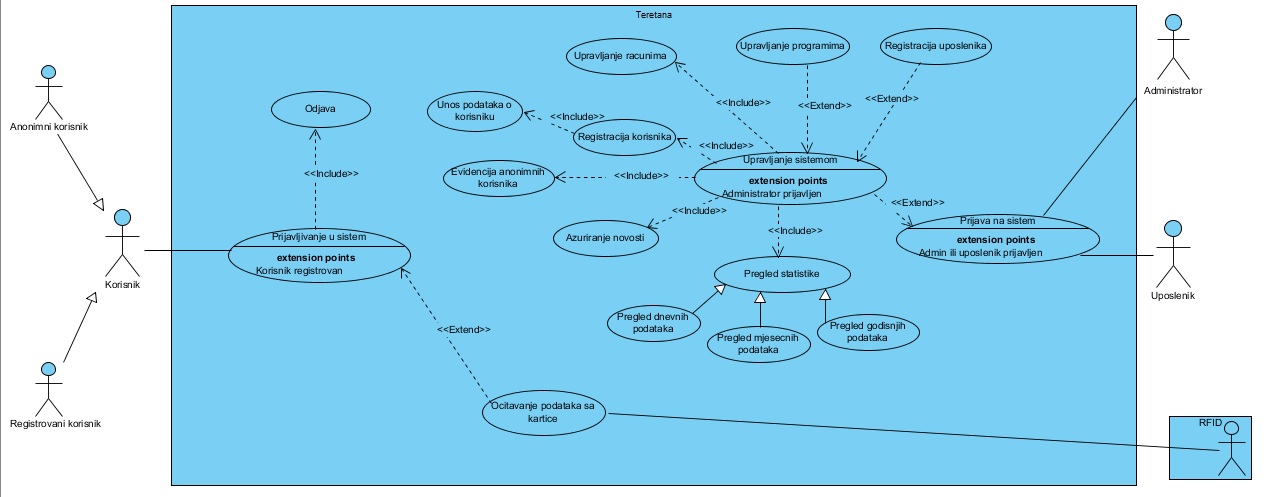 Teretana
Administrator
Upravljanje racunima
Upravljanje programima
Registracija uposlenika
<<Include>>
<<Extend>>
<<Extend>>
Anonimni korisnik
Odjava
Unos podataka o
korisniku
<<Include>>
Registracija korisnika
<<Include>>
Upravljanje sistemom
extension points
Administrator prijavljen
<<Include>>
Evidencija anonimnih
korisnika
<<Include>>
<<Extend>>
<<Include>>
Azuriranje novosti
<<Include>>
Prijava na sistem
extension points
Admin ili uposlenik prijavljen
Prijavljivanje u sistem
extension points
Korisnik registrovan
Korisnik
Uposlenik
Pregled statistike
Pregled dnevnih
podataka
Pregled mjesecnih
podataka
Pregled godisnjih
podataka
<<Extend>>
Ocitavanje podataka sa
kartice
Registrovani korisnik
RFID